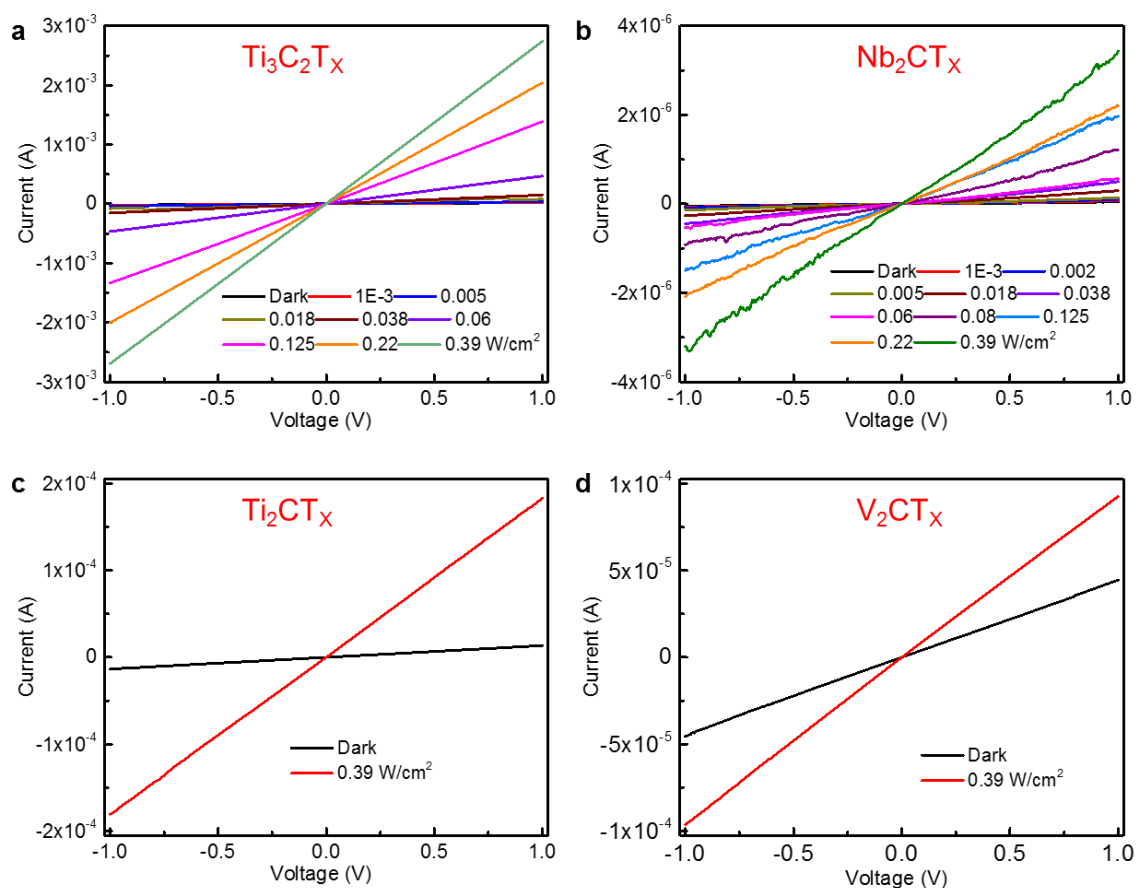 a
Ti₃C₂Tₓ
3x10⁻³
2x10⁻³
1x10⁻³
0
-1x10⁻³
-2x10⁻³
-3x10⁻³
Current (A)
Dark 1E-3 0.005
0.018 0.038 0.06
0.125 0.22 0.39 W/cm²
-1.0 -0.5 0.0 0.5 1.0
Voltage (V)
b
Nb₂CTₓ
4x10⁻⁶
2x10⁻⁶
0
-2x10⁻⁶
-4x10⁻⁶
Current (A)
Dark 1E-3 0.002
0.005 0.018 0.038
0.06 0.08 0.125
0.22 0.39 W/cm²
-1.0 -0.5 0.0 0.5 1.0
Voltage (V)
c
Ti₂CTₓ
2x10⁻⁴
1x10⁻⁴
0
-1x10⁻⁴
-2x10⁻⁴
Current (A)
Dark
0.39 W/cm²
-1.0 -0.5 0.0 0.5 1.0
Voltage (V)
d
V₂CTₓ
1x10⁻⁴
5x10⁻⁵
0
-5x10⁻⁵
-1x10⁻⁴
Current (A)
Dark
0.39 W/cm²
-1.0 -0.5 0.0 0.5 1.0
Voltage (V)